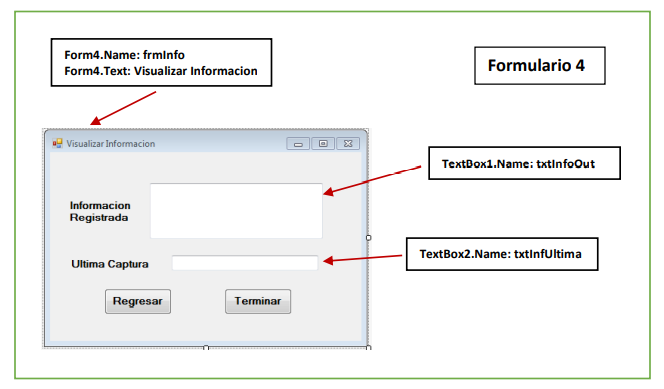 Form4.Name: frmInfo
Form4.Text: Visualizar Informacion
Formulario 4
Visualizar Informacion
TextBox1.Name: txtInfoOut
Informacion
Registrada
TextBox2.Name: txtInfUltima
Ultima Captura
Regresar
Terminar